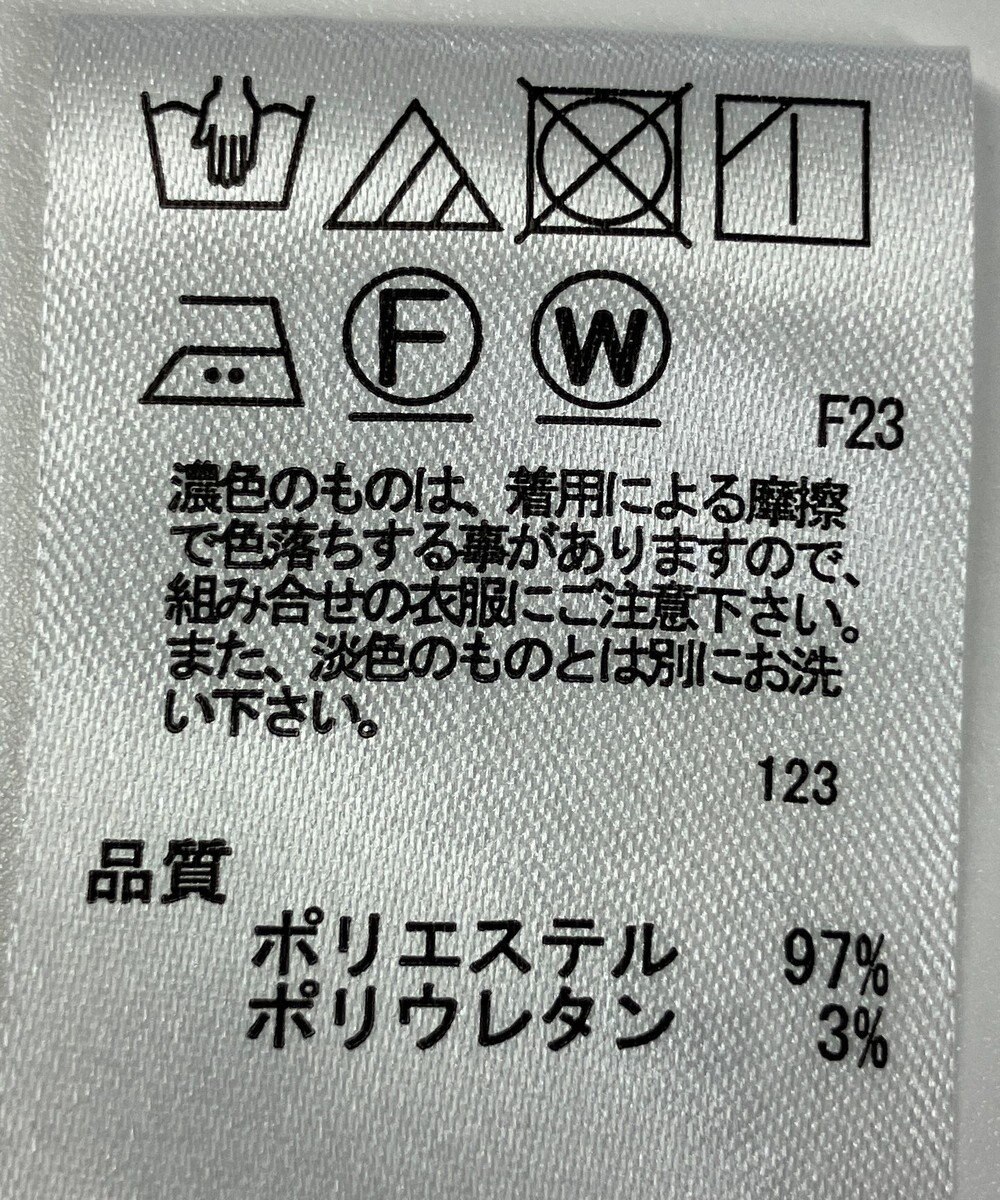 F W
F23
濃色のものは、着用による摩擦
で色落ちする事がありますので、
組み合せの衣服にご注意下さい。
また、淡色のものとは別にお洗
い下さい。
123
品質
ポリエステル 97%
ポリウレタン 3%